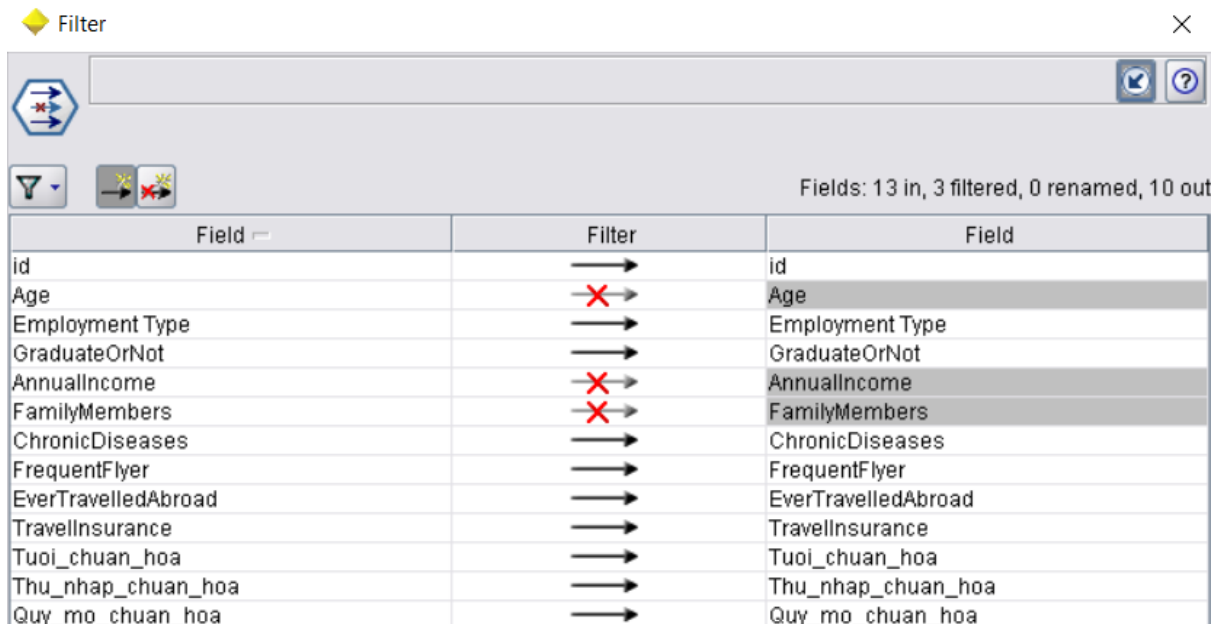 Filter
Fields: 13 in, 3 filtered, 0 renamed, 10 out
Field Filter Field
id id
Age Age
Employment Type Employment Type
GraduateOrNot GraduateOrNot
AnnualIncome AnnualIncome
FamilyMembers FamilyMembers
ChronicDiseases ChronicDiseases
FrequentFlyer FrequentFlyer
EverTravelledAbroad EverTravelledAbroad
TravelInsurance TravelInsurance
Tuoi_chuan_hoa Tuoi_chuan_hoa
Thu_nhap_chuan_hoa Thu_nhap_chuan_hoa
Quy_mo_chuan_hoa Quy_mo_chuan_hoa